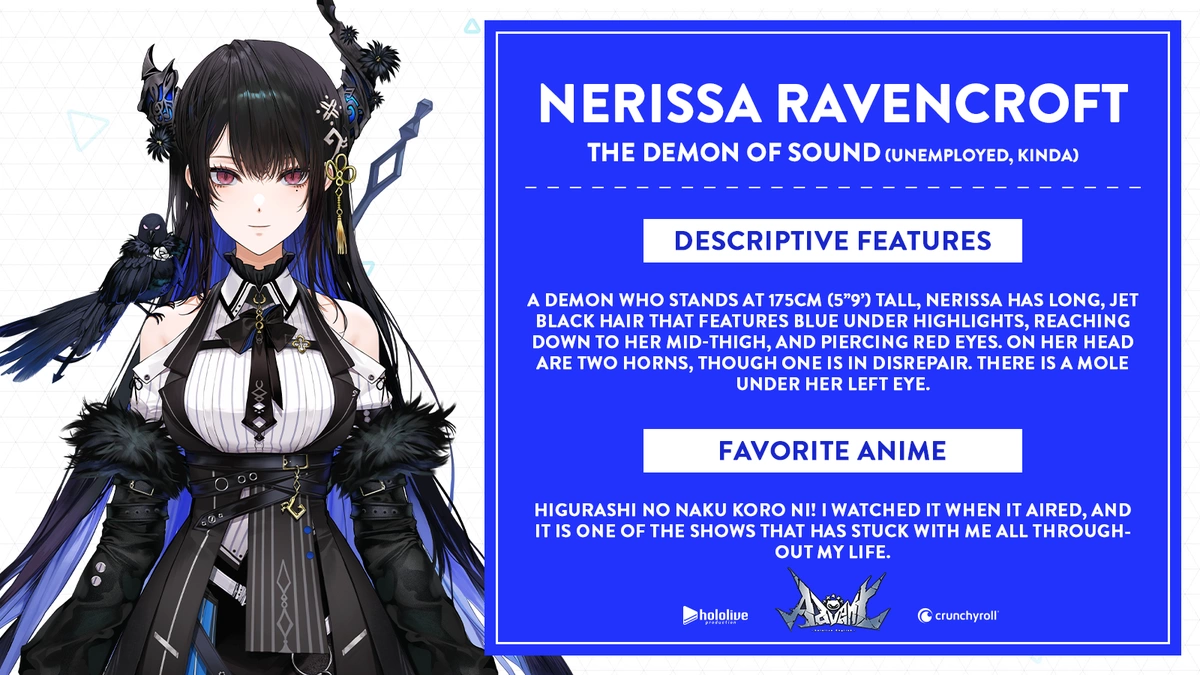 NERISSA RAVENCROFT
THE DEMON OF SOUND (UNEMPLOYED, KINDA)
DESCRIPTIVE FEATURES
A DEMON WHO STANDS AT 175CM (5"9') TALL, NERISSA HAS LONG, JET
BLACK HAIR THAT FEATURES BLUE UNDER HIGHLIGHTS, REACHING
DOWN TO HER MID-THIGH, AND PIERCING RED EYES. ON HER HEAD
ARE TWO HORNS, THOUGH ONE IS IN DISREPAIR. THERE IS A MOLE
UNDER HER LEFT EYE.
FAVORITE ANIME
HIGURASHI NO NAKU KORO NI! I WATCHED IT WHEN IT AIRED, AND
IT IS ONE OF THE SHOWS THAT HAS STUCK WITH ME ALL THROUGH-
OUT MY LIFE.
hololive
production
Advent
hololive English
crunchyroll